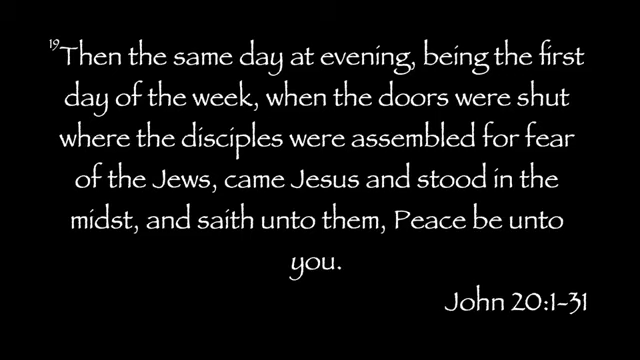 19Then the same day at evening, being the first
day of the week, when the doors were shut
where the disciples were assembled for fear
of the Jews, came Jesus and stood in the
midst, and saith unto them, Peace be unto
you.
John 20:1-31